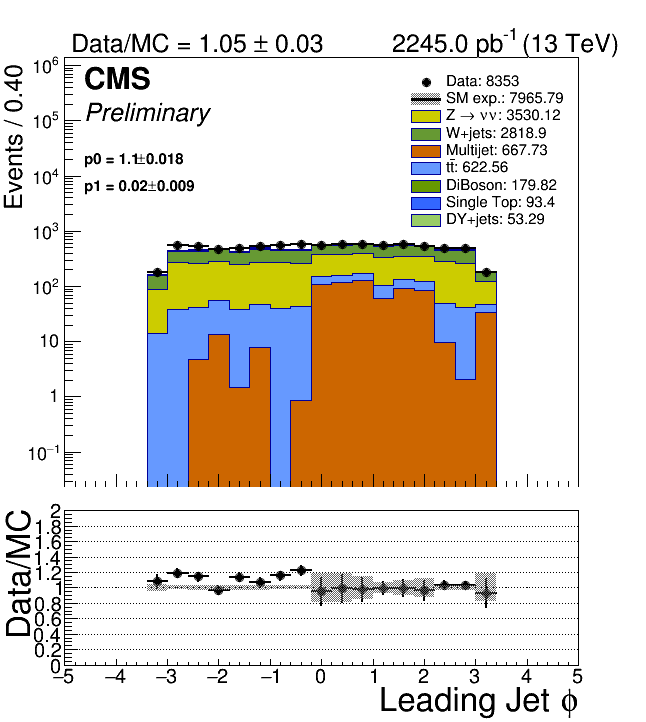 Data/MC = 1.05 ± 0.03 2245.0 pb⁻¹ (13 TeV)
Events / 0.40
10⁶
10⁵
10⁴
10³
10²
10
1
10⁻¹
CMS
Preliminary
p0 = 1.1±0.018
p1 = 0.02±0.009
Data: 8353
SM exp.: 7965.79
Z → νν: 3530.12
W+jets: 2818.9
Multijet: 667.73
tt̄: 622.56
DiBoson: 179.82
Single Top: 93.4
DY+jets: 53.29
Data/MC
2
1.8
1.6
1.4
1.2
1
0.8
0.6
0.4
0.2
0
−5 −4 −3 −2 −1 0 1 2 3 4 5
Leading Jet ϕ